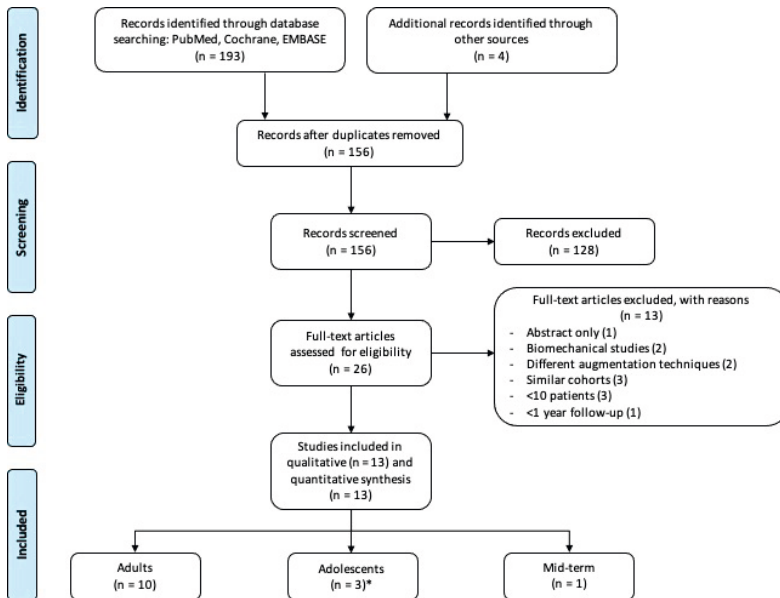 Identification
Records identified through database
searching: PubMed, Cochrane, EMBASE
(n = 193)
Additional records identified through
other sources
(n = 4)
Records after duplicates removed
(n = 156)
Screening
Records screened
(n = 156)
Records excluded
(n = 128)
Eligibility
Full-text articles
assessed for eligibility
(n = 26)
Full-text articles excluded, with reasons
(n = 13)
- Abstract only (1)
- Biomechanical studies (2)
- Different augmentation techniques (2)
- Similar cohorts (3)
- <10 patients (3)
- <1 year follow-up (1)
Included
Studies included in
qualitative (n = 13) and
quantitative synthesis
(n = 13)
Adults
(n = 10)
Adolescents
(n = 3)*
Mid-term
(n = 1)